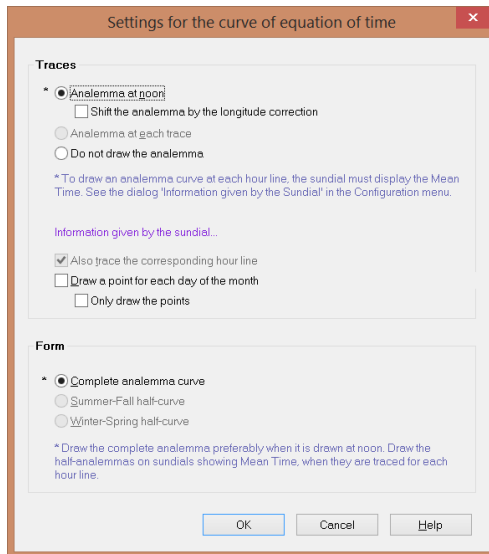 Settings for the curve of equation of time
x
Traces
* Analemma at noon
Shift the analemma by the longitude correction
Analemma at each trace
Do not draw the analemma
* To draw an analemma curve at each hour line, the sundial must display the Mean
Time. See the dialog 'Information given by the Sundial' in the Configuration menu.
Information given by the sundial...
Also trace the corresponding hour line
Draw a point for each day of the month
Only draw the points
Form
* Complete analemma curve
Summer-Fall half-curve
Winter-Spring half-curve
* Draw the complete analemma preferably when it is drawn at noon. Draw the
half-analemmas on sundials showing Mean Time, when they are traced for each
hour line.
OK Cancel Help